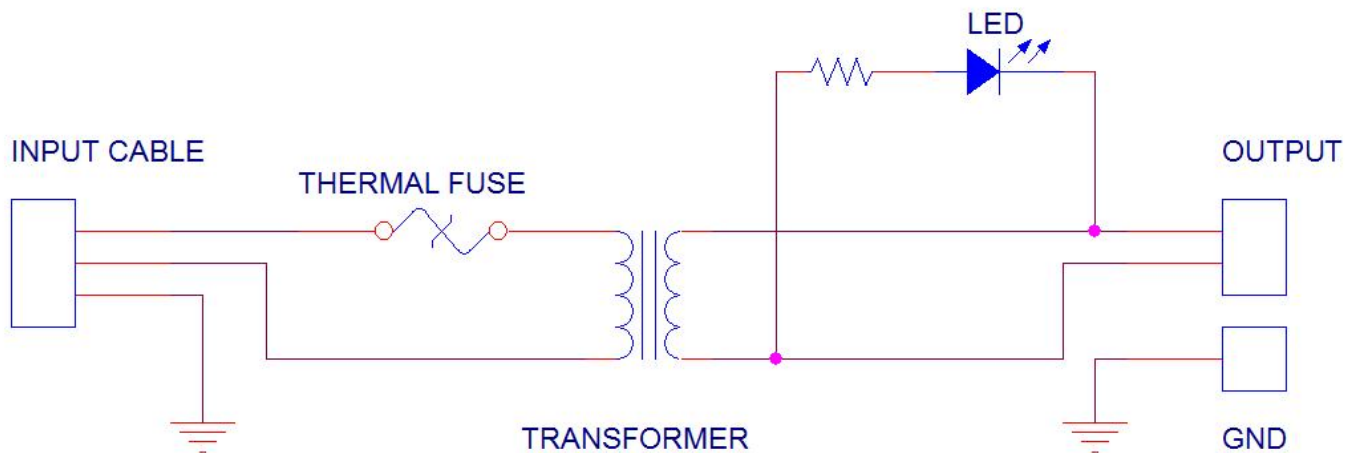 LED
INPUT CABLE
OUTPUT
THERMAL FUSE
TRANSFORMER
GND